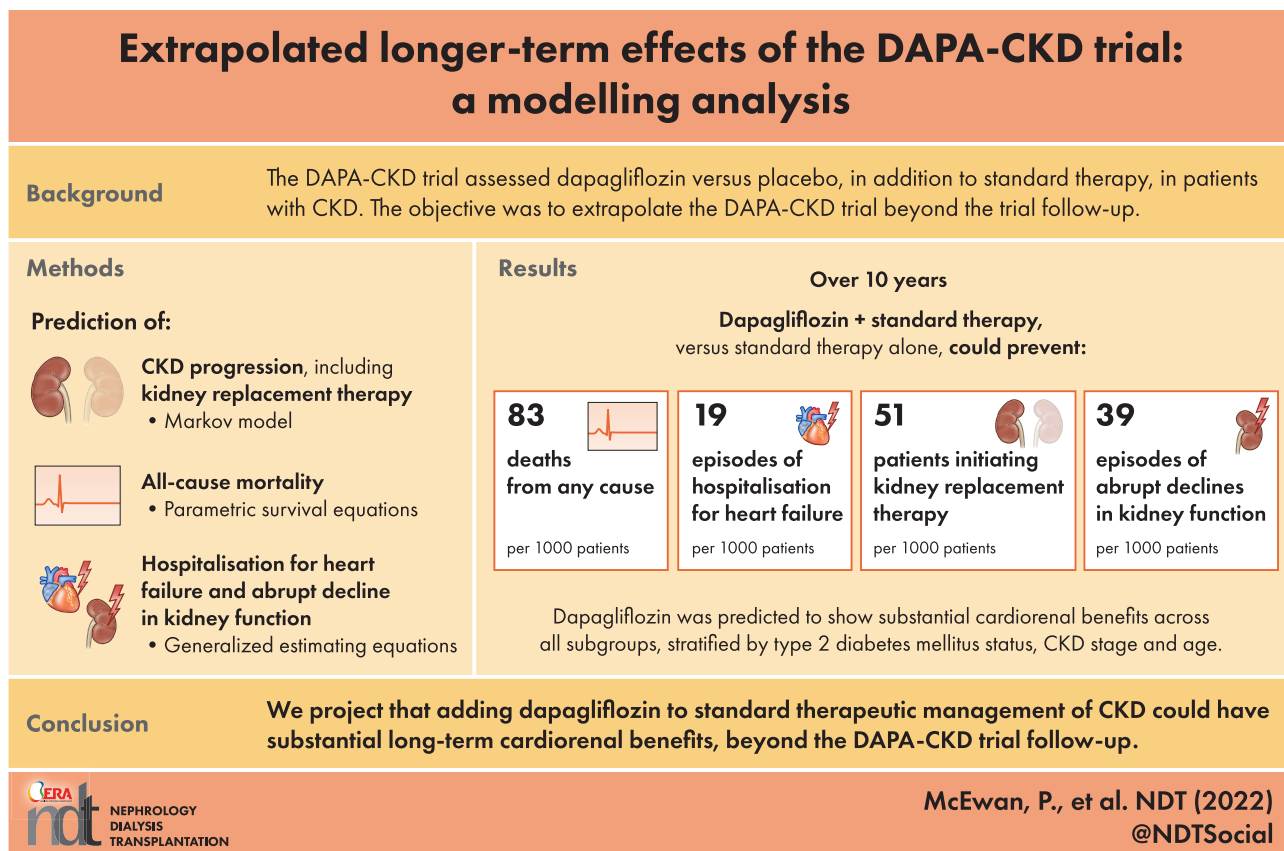 Extrapolated longer-term effects of the DAPA-CKD trial:
a modelling analysis
Background
The DAPA-CKD trial assessed dapagliflozin versus placebo, in addition to standard therapy, in patients
with CKD. The objective was to extrapolate the DAPA-CKD trial beyond the trial follow-up.
Methods
Prediction of:
CKD progression, including
kidney replacement therapy
• Markov model
All-cause mortality
• Parametric survival equations
Hospitalisation for heart
failure and abrupt decline
in kidney function
• Generalized estimating equations
Results
Over 10 years
Dapagliflozin + standard therapy,
versus standard therapy alone, could prevent:
83
deaths
from any cause
per 1000 patients
19
episodes of
hospitalisation
for heart failure
per 1000 patients
51
patients initiating
kidney replacement
therapy
per 1000 patients
39
episodes of
abrupt declines
in kidney function
per 1000 patients
Dapagliflozin was predicted to show substantial cardiorenal benefits across
all subgroups, stratified by type 2 diabetes mellitus status, CKD stage and age.
Conclusion
We project that adding dapagliflozin to standard therapeutic management of CKD could have
substantial long-term cardiorenal benefits, beyond the DAPA-CKD trial follow-up.
ERA
ndt
NEPHROLOGY
DIALYSIS
TRANSPLANTATION
McEwan, P., et al. NDT (2022)
@NDTSocial